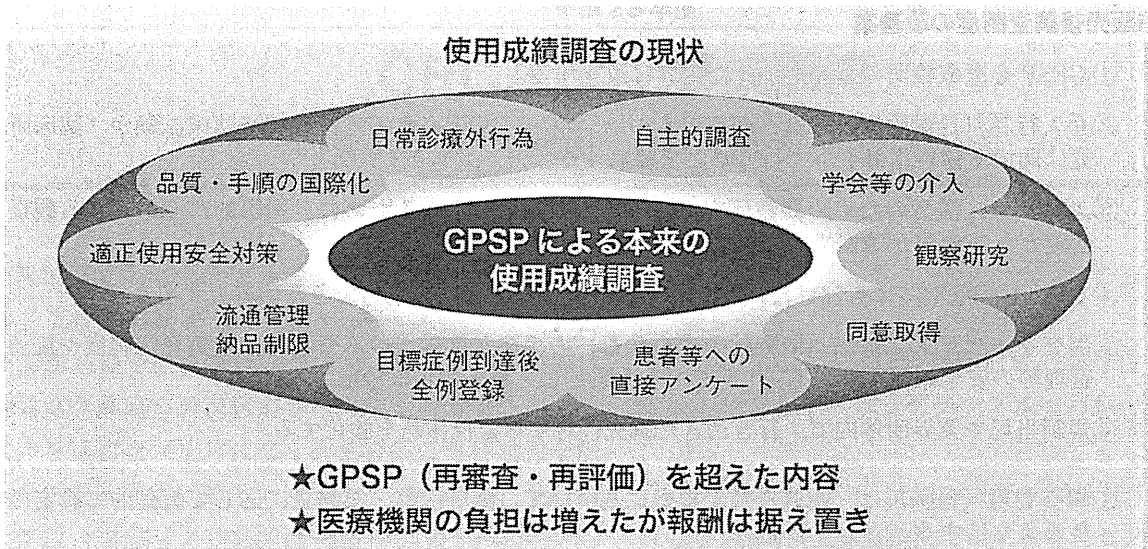 使用成績調査の現状
日常診療外行為
自主的調査
品質・手順の国際化
学会等の介入
適正使用安全対策
GPSP による本来の
使用成績調査
観察研究
流通管理
納品制限
同意取得
目標症例到達後
全例登録
患者等への
直接アンケート
★GPSP（再審査・再評価）を超えた内容
★医療機関の負担は増えたが報酬は据え置き